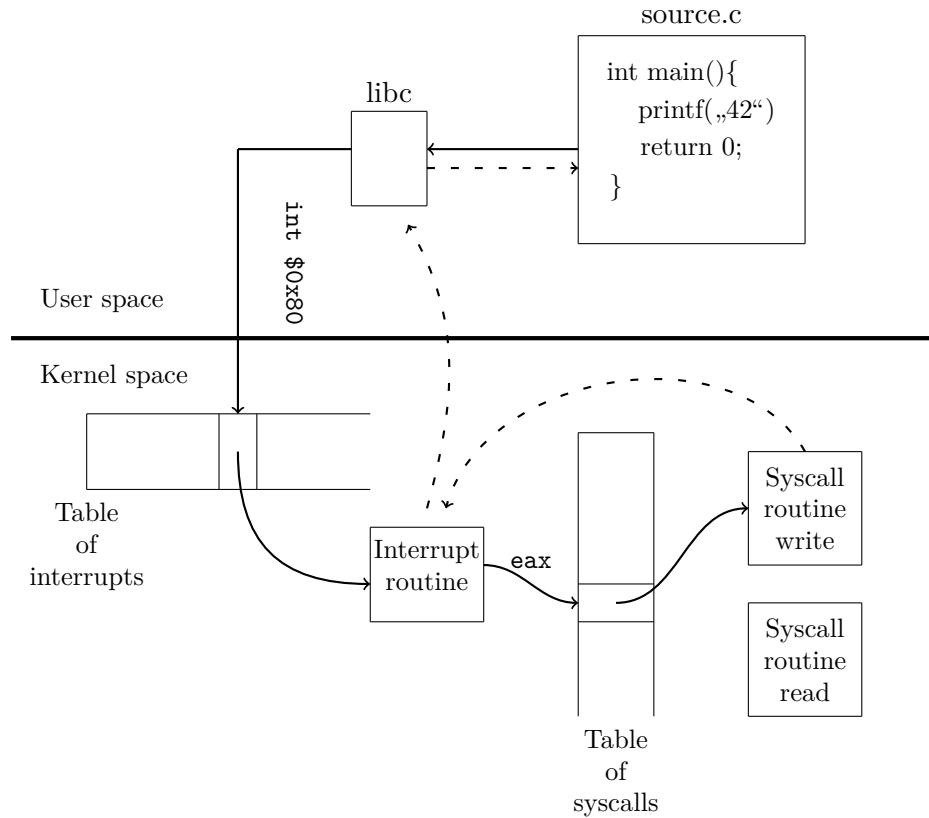 source.c
int main(){
printf(„42“)
return 0;
}
libc
int $0x80
User space
Kernel space
Table
of
interrupts
Interrupt
routine
eax
Table
of
syscalls
Syscall
routine
write
Syscall
routine
read